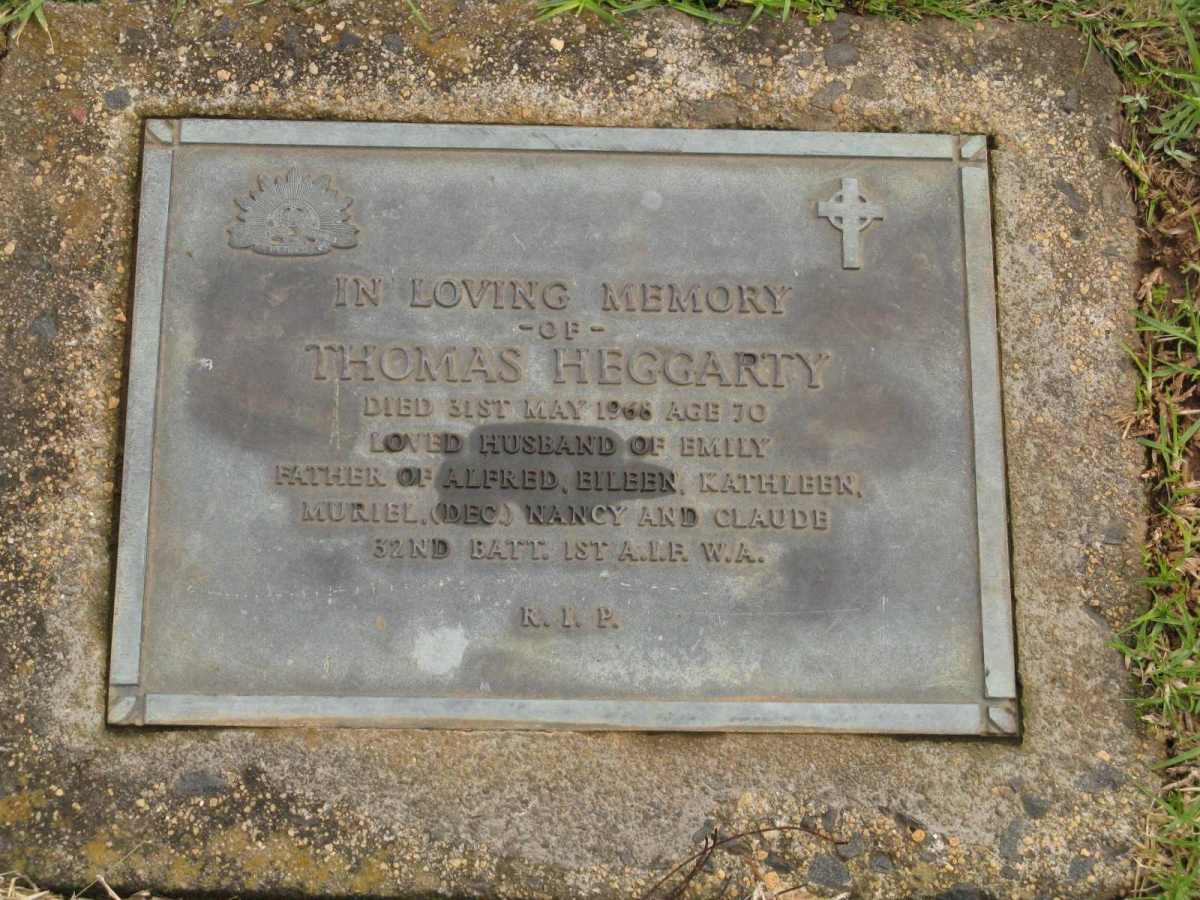 IN LOVING MEMORY
-OF-
THOMAS HEGGARTY
DIED 31ST MAY 1968 AGE 70
LOVED HUSBAND OF EMILY
FATHER OF ALFRED, EILEEN, KATHLEEN,
MURIEL, (DEC.) NANCY AND CLAUDE
32ND BATT. 1ST A.I.F. W.A.
R. I. P.